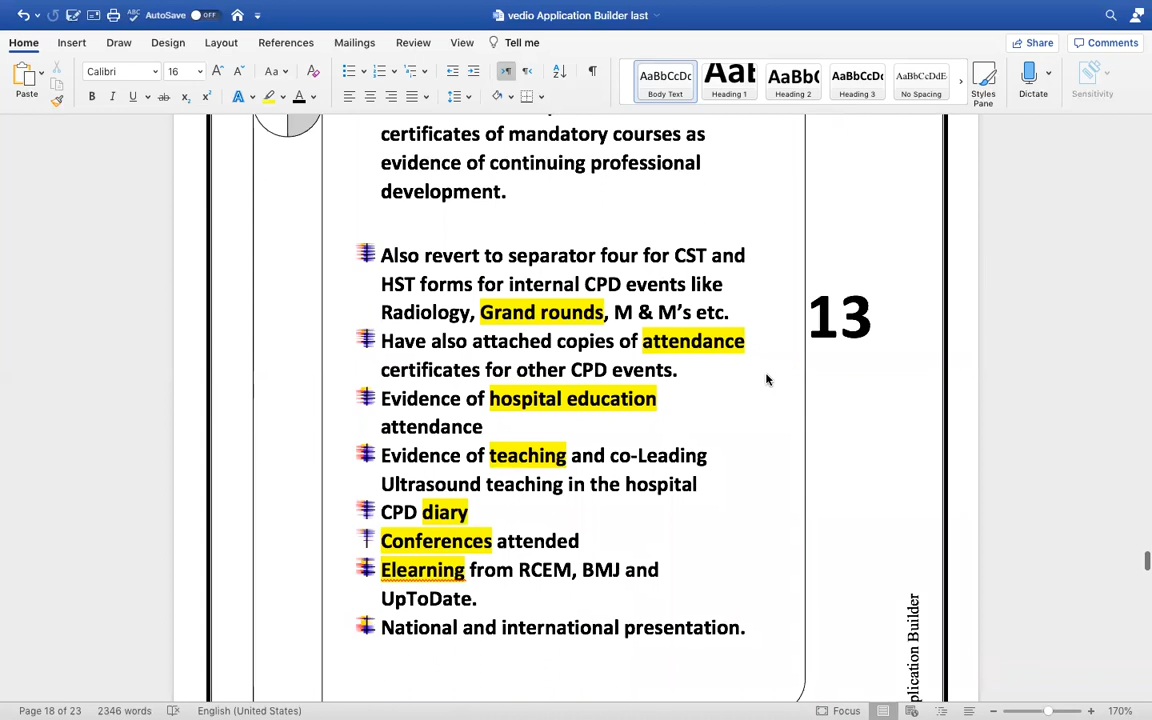 AutoSave OFF
vedio Application Builder last
Home Insert Draw Design Layout References Mailings Review View Tell me
Share Comments
Paste
Calibri 16
AaBbCcDc Body Text
Heading 1
AaBbC Heading 2
AaBbCcDc Heading 3
AaBbCcDdE No Spacing
Styles Pane
Dictate
Sensitivity
certificates of mandatory courses as
evidence of continuing professional
development.
Also revert to separator four for CST and
HST forms for internal CPD events like
Radiology, Grand rounds, M & M's etc.
Have also attached copies of attendance
certificates for other CPD events.
Evidence of hospital education
attendance
Evidence of teaching and co-Leading
Ultrasound teaching in the hospital
CPD diary
Conferences attended
Elearning from RCEM, BMJ and
UpToDate.
National and international presentation.
13
plication Builder
Page 18 of 23 2346 words English (United States) Focus 170%